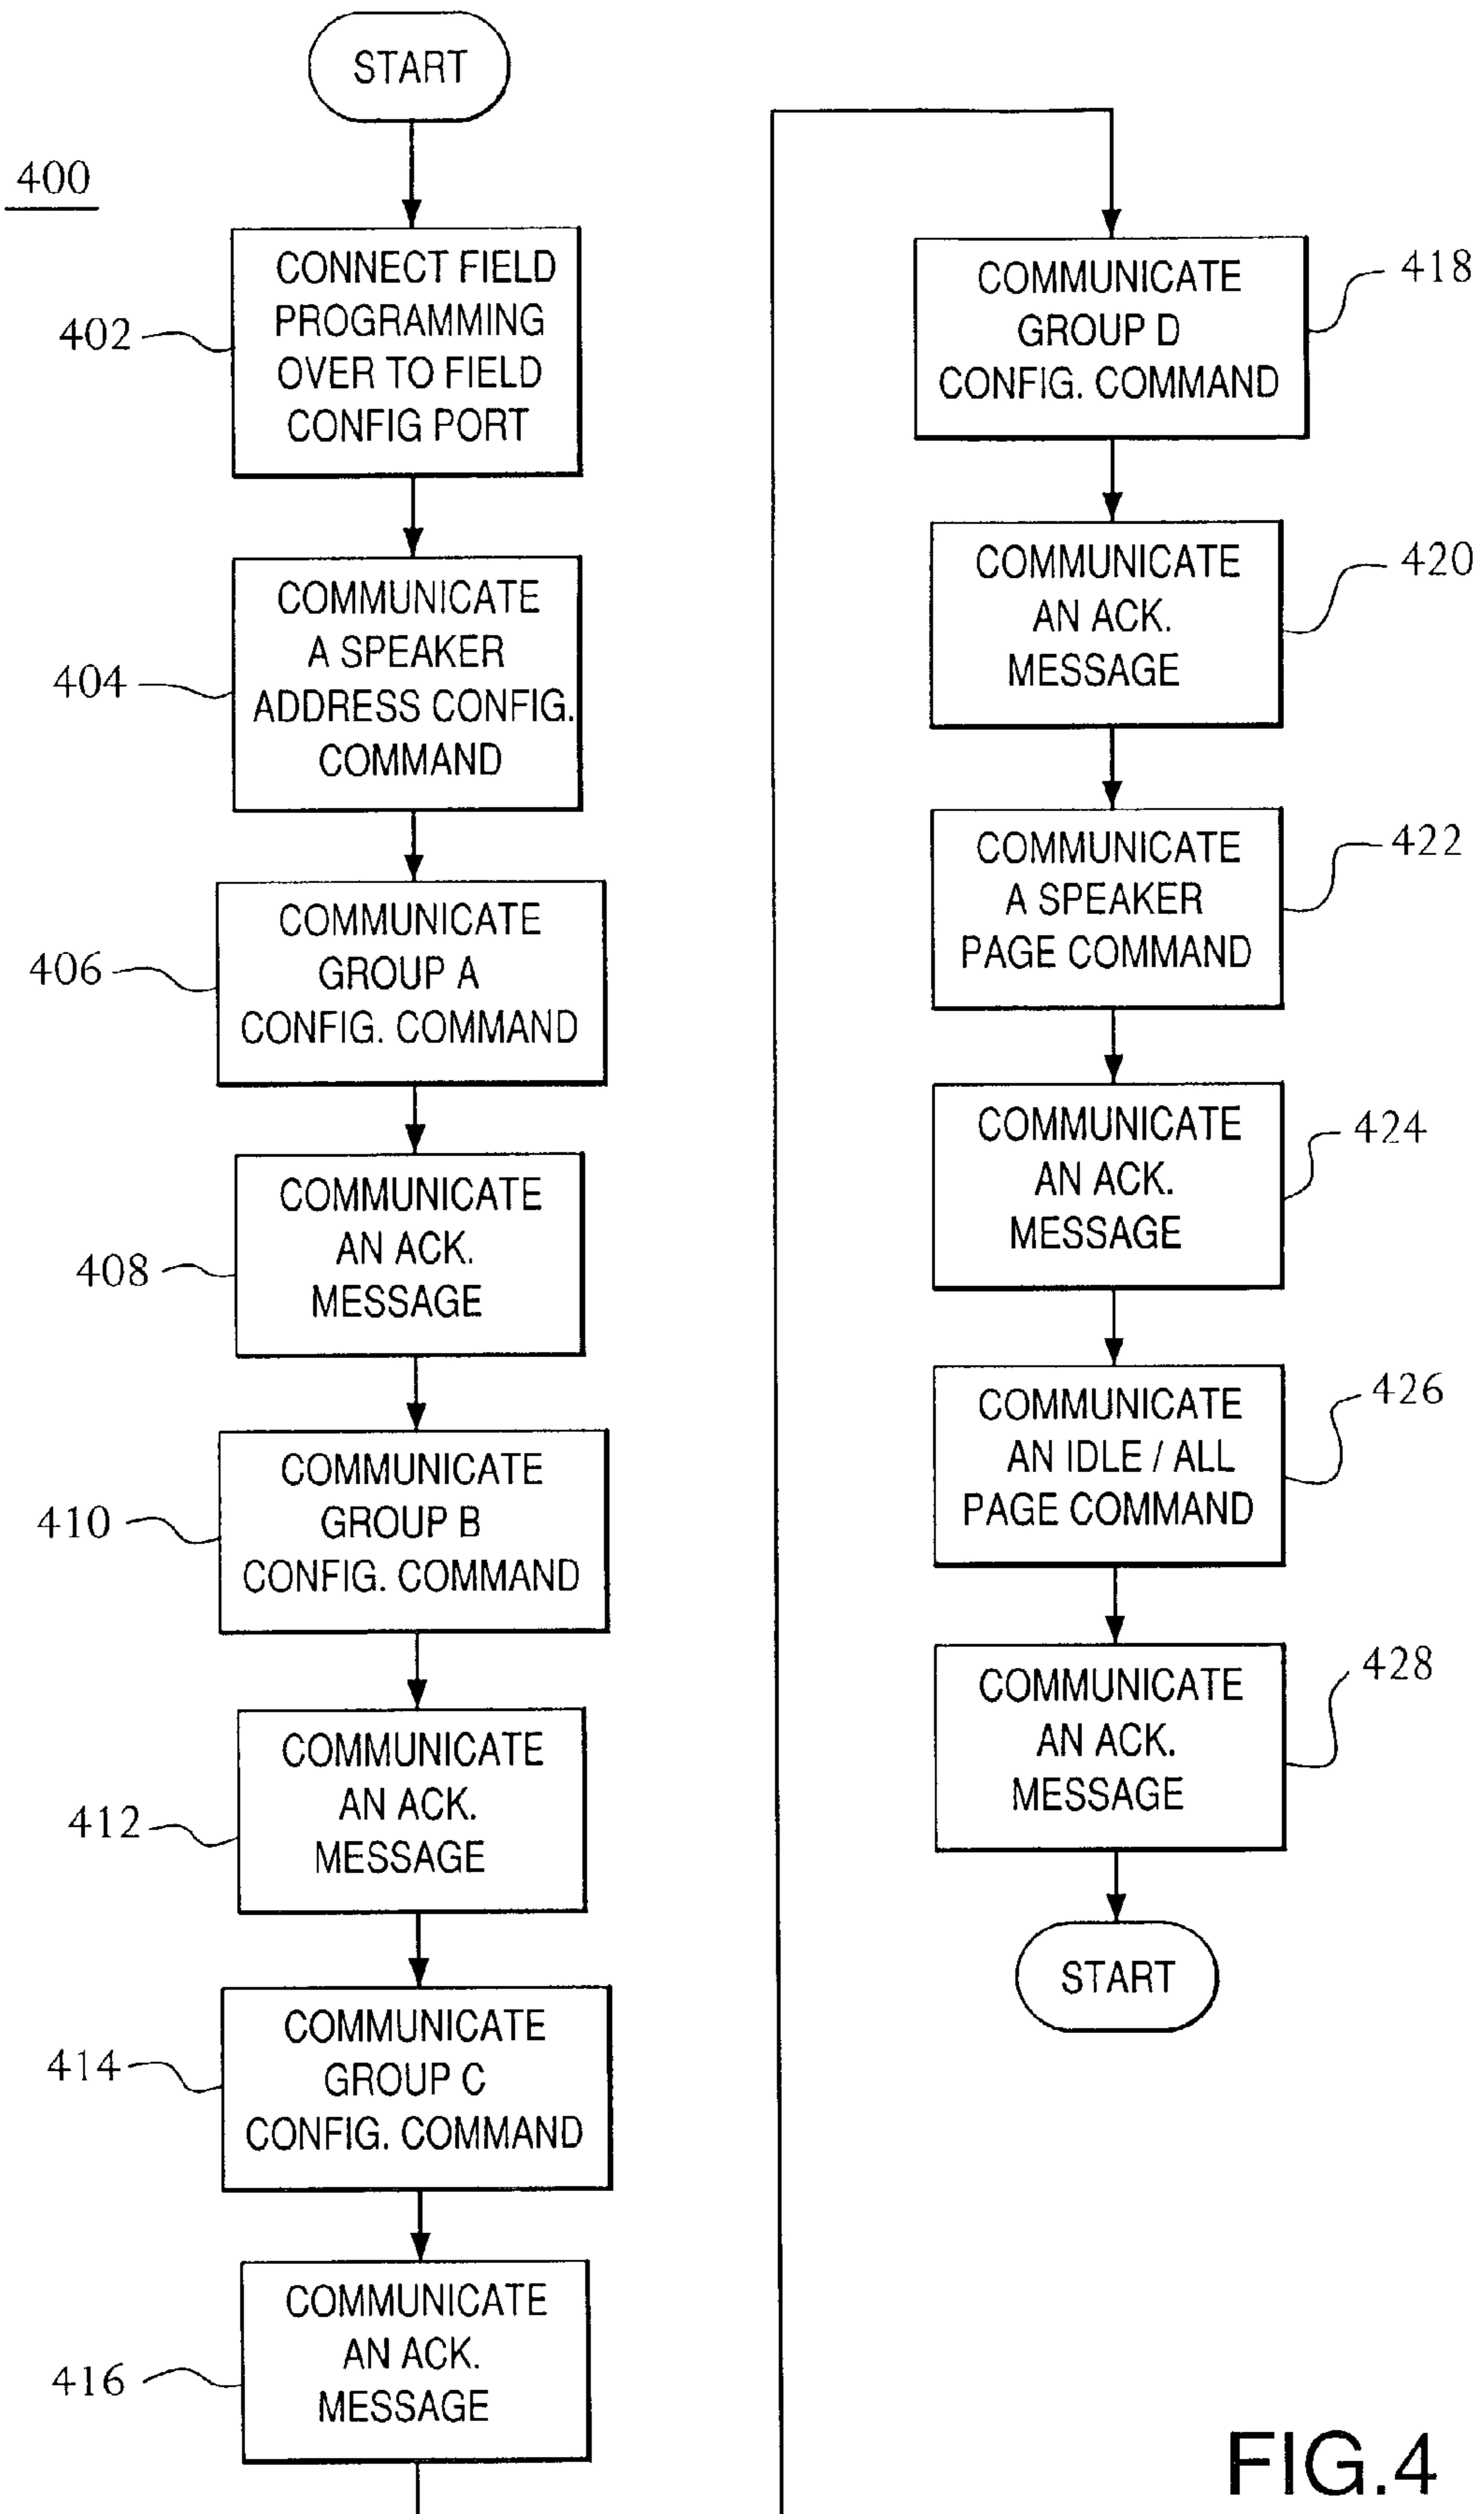 START
400
CONNECT FIELD
PROGRAMMING
OVER TO FIELD
CONFIG PORT
402
COMMUNICATE
A SPEAKER
ADDRESS CONFIG.
COMMAND
404
COMMUNICATE
GROUP A
CONFIG. COMMAND
406
COMMUNICATE
AN ACK.
MESSAGE
408
COMMUNICATE
GROUP B
CONFIG. COMMAND
410
COMMUNICATE
AN ACK.
MESSAGE
412
COMMUNICATE
GROUP C
CONFIG. COMMAND
414
COMMUNICATE
AN ACK.
MESSAGE
416
COMMUNICATE
GROUP D
CONFIG. COMMAND
418
COMMUNICATE
AN ACK.
MESSAGE
420
COMMUNICATE
A SPEAKER
PAGE COMMAND
422
COMMUNICATE
AN ACK.
MESSAGE
424
COMMUNICATE
AN IDLE / ALL
PAGE COMMAND
426
COMMUNICATE
AN ACK.
MESSAGE
428
START
FIG.4